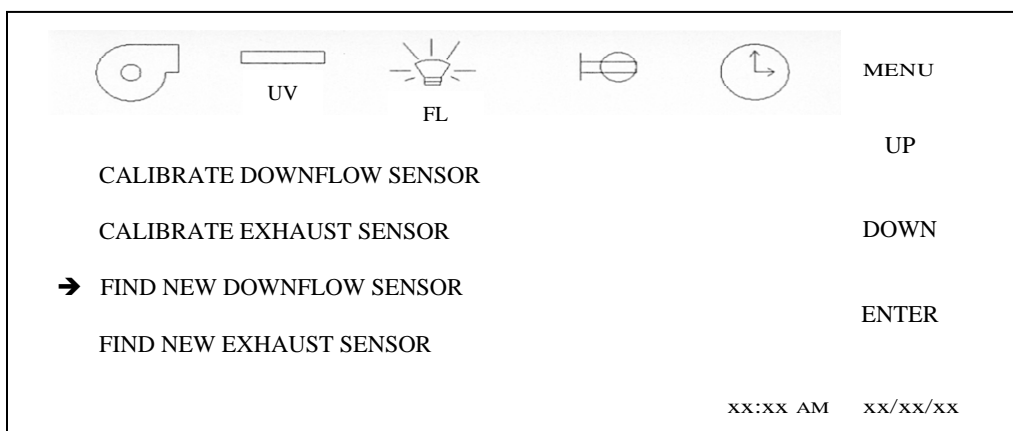 MENU
UV
FL
UP
CALIBRATE DOWNFLOW SENSOR
CALIBRATE EXHAUST SENSOR
DOWN
➔ FIND NEW DOWNFLOW SENSOR
ENTER
FIND NEW EXHAUST SENSOR
xx:xx AM xx/xx/xx